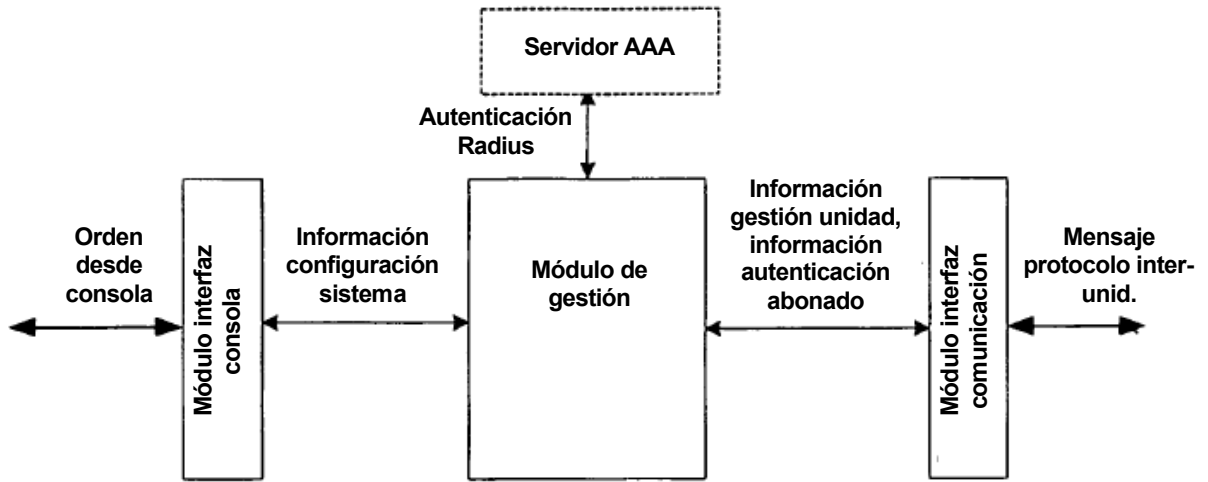 Servidor AAA
Autenticación
Radius
Orden
desde
consola
Módulo interfaz
consola
Información
configuración
sistema
Módulo de
gestión
Información
gestión unidad,
información
autenticación
abonado
Módulo interfaz
comunicación
Mensaje
protocolo inter-
unid.